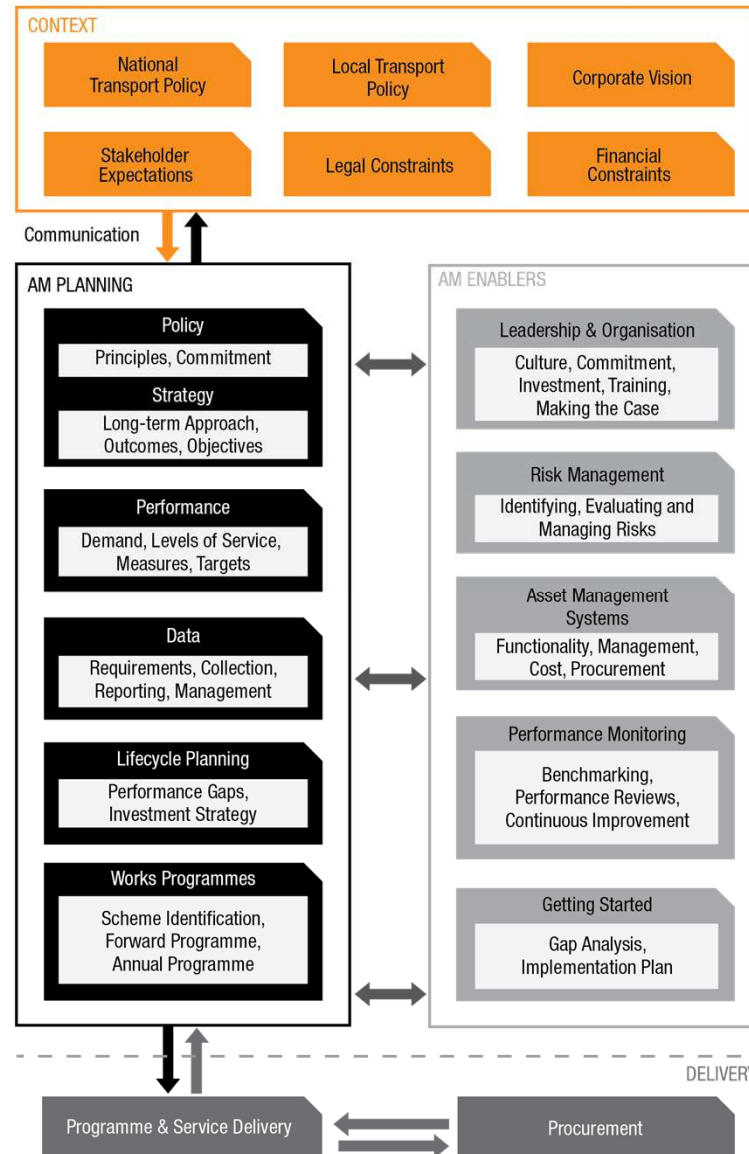 CONTEXT
National
Transport Policy
Local Transport
Policy
Corporate Vision
Stakeholder
Expectations
Legal Constraints
Financial
Constraints
Communication
AM PLANNING
Policy
Principles, Commitment
Strategy
Long-term Approach,
Outcomes, Objectives
Performance
Demand, Levels of Service,
Measures, Targets
Data
Requirements, Collection,
Reporting, Management
Lifecycle Planning
Performance Gaps,
Investment Strategy
Works Programmes
Scheme Identification,
Forward Programme,
Annual Programme
AM ENABLERS
Leadership & Organisation
Culture, Commitment,
Investment, Training,
Making the Case
Risk Management
Identifying, Evaluating and
Managing Risks
Asset Management
Systems
Functionality, Management,
Cost, Procurement
Performance Monitoring
Benchmarking,
Performance Reviews,
Continuous Improvement
Getting Started
Gap Analysis,
Implementation Plan
DELIVERY
Programme & Service Delivery
Procurement